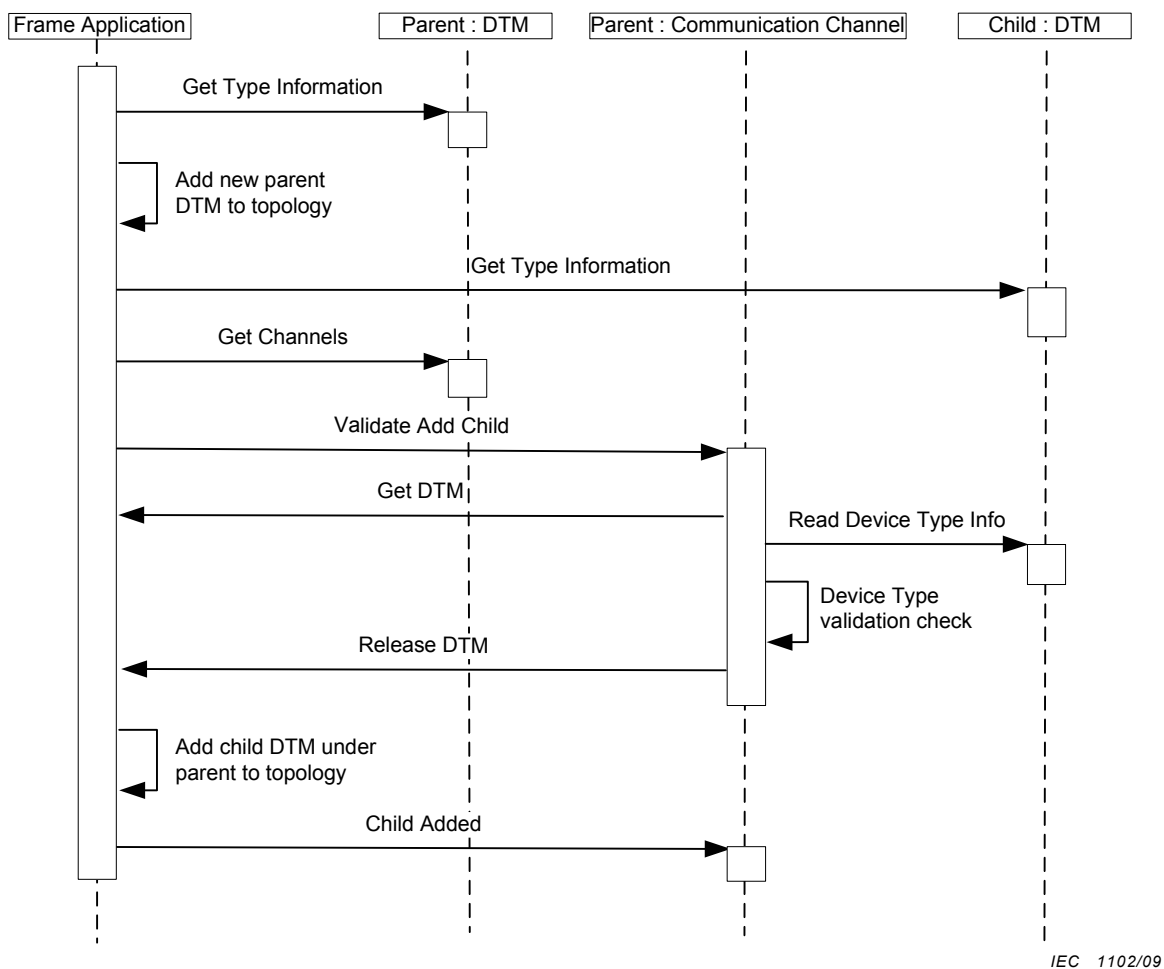 Frame Application
Parent : DTM
Parent : Communication Channel
Child : DTM
Get Type Information
Add new parent
DTM to topology
Get Type Information
Get Channels
Validate Add Child
Get DTM
Read Device Type Info
Device Type
validation check
Release DTM
Add child DTM under
parent to topology
Child Added
IEC 1102/09